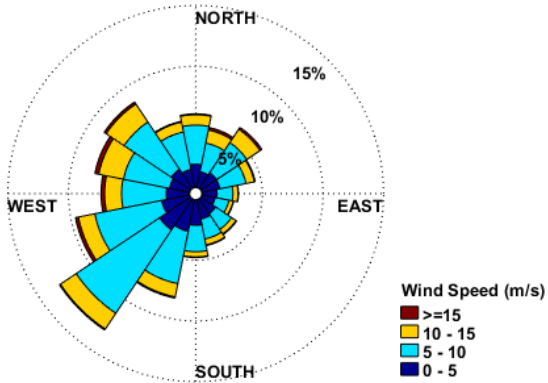 NORTH
15%
10%
5%
WEST
EAST
SOUTH
Wind Speed (m/s)
>=15
10 - 15
5 - 10
0 - 5